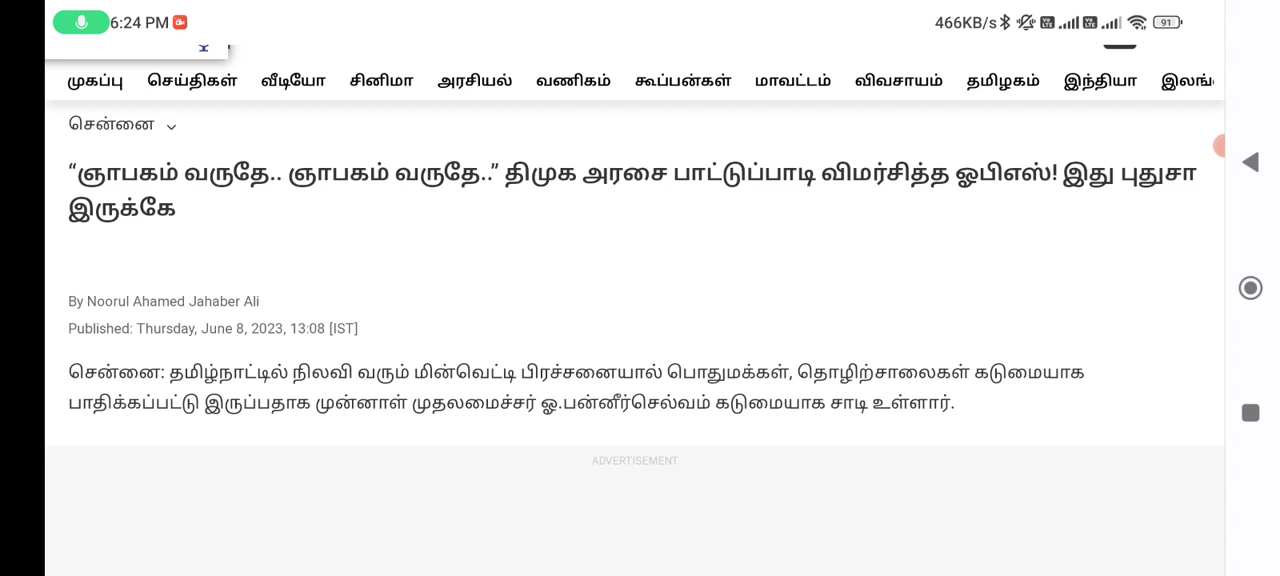 6:24 PM 466KB/s 91
முகப்பு செய்திகள் வீடியோ சினிமா அரசியல் வணிகம் கூப்பன்கள் மாவட்டம் விவசாயம் தமிழகம் இந்தியா
சென்னை
“ஞாபகம் வருதே.. ஞாபகம் வருதே..” திமுக அரசை பாட்டுப்பாடி விமர்சித்த ஓபிஎஸ்! இது புதுசா
இருக்கே
By Noorul Ahamed Jahaber Ali
Published: Thursday, June 8, 2023, 13:08 [IST]
சென்னை: தமிழ்நாட்டில் நிலவி வரும் மின்வெட்டி பிரச்சனையால் பொதுமக்கள், தொழிற்சாலைகள் கடுமையாக
பாதிக்கப்பட்டு இருப்பதாக முன்னாள் முதலமைச்சர் ஓ.பன்னீர்செல்வம் கடுமையாக சாடி உள்ளார்.
ADVERTISEMENT